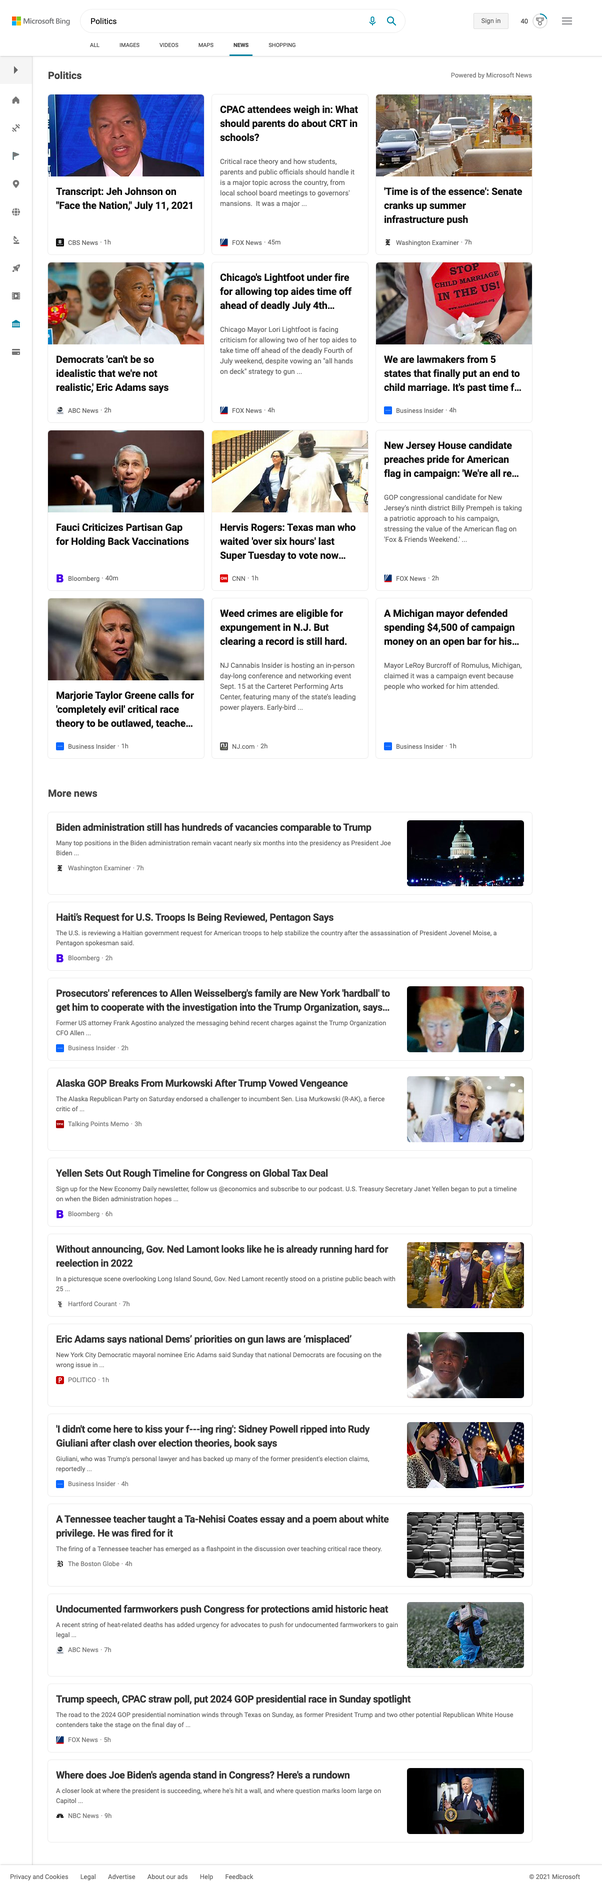 Microsoft Bing
Politics
Sign in
40
ALL IMAGES VIDEOS MAPS NEWS SHOPPING
Politics
Powered by Microsoft News
Transcript: Jeh Johnson on
"Face the Nation," July 11, 2021
CBS News · 1h
CPAC attendees weigh in: What
should parents do about CRT in
schools?
Critical race theory and how students,
parents and public officials should handle it
is a major topic across the country, from
local school board meetings to governors'
mansions. It was a major ...
FOX News · 45m
'Time is of the essence': Senate
cranks up summer
infrastructure push
Washington Examiner · 7h
Democrats 'can't be so
idealistic that we're not
realistic,' Eric Adams says
ABC News · 2h
Chicago's Lightfoot under fire
for allowing top aides time off
ahead of deadly July 4th...
Chicago Mayor Lori Lightfoot is facing
criticism for allowing two of her top aides to
take time off ahead of the deadly Fourth of
July weekend, despite vowing an "all hands
on deck" strategy to gun ...
FOX News · 4h
STOP
CHILD MARRIAGE
IN THE U.S!
We are lawmakers from 5
states that finally put an end to
child marriage. It's past time f...
Business Insider · 4h
Fauci Criticizes Partisan Gap
for Holding Back Vaccinations
Bloomberg · 40m
Hervis Rogers: Texas man who
waited 'over six hours' last
Super Tuesday to vote now...
CNN · 1h
New Jersey House candidate
preaches pride for American
flag in campaign: 'We're all re...
GOP congressional candidate for New
Jersey's ninth district Billy Prempeh is taking
a patriotic approach to his campaign,
stressing the value of the American flag on
'Fox & Friends Weekend.' ...
FOX News · 2h
Marjorie Taylor Greene calls for
'completely evil' critical race
theory to be outlawed, teache...
Business Insider · 1h
Weed crimes are eligible for
expungement in N.J. But
clearing a record is still hard.
NJ Cannabis Insider is hosting an in-person
day-long conference and networking event
Sept. 15 at the Carteret Performing Arts
Center, featuring many of the state's leading
power players. Early-bird ...
NJ.com · 2h
A Michigan mayor defended
spending $4,500 of campaign
money on an open bar for his...
Mayor LeRoy Burcroff of Romulus, Michigan,
claimed it was a campaign event because
people who worked for him attended.
Business Insider · 1h
More news
Biden administration still has hundreds of vacancies comparable to Trump
Many top positions in the Biden administration remain vacant nearly six months into the presidency as President Joe
Biden ...
Washington Examiner · 7h
Haiti's Request for U.S. Troops Is Being Reviewed, Pentagon Says
The U.S. is reviewing a Haitian government request for American troops to help stabilize the country after the assassination of President Jovenel Moise, a
Pentagon spokesman said.
Bloomberg · 2h
Prosecutors' references to Allen Weisselberg's family are New York 'hardball' to
get him to cooperate with the investigation into the Trump Organization, says...
Former US attorney Frank Agostino analyzed the messaging behind recent charges against the Trump Organization
CFO Allen ...
Business Insider · 2h
Alaska GOP Breaks From Murkowski After Trump Vowed Vengeance
The Alaska Republican Party on Saturday endorsed a challenger to incumbent Sen. Lisa Murkowski (R-AK), a fierce
critic of ...
Talking Points Memo · 3h
Yellen Sets Out Rough Timeline for Congress on Global Tax Deal
Sign up for the New Economy Daily newsletter, follow us @economics and subscribe to our podcast. U.S. Treasury Secretary Janet Yellen began to put a timeline
on when the Biden administration hopes ...
Bloomberg · 6h
Without announcing, Gov. Ned Lamont looks like he is already running hard for
reelection in 2022
In a picturesque scene overlooking Long Island Sound, Gov. Ned Lamont recently stood on a pristine public beach with
25 ...
Hartford Courant · 7h
Eric Adams says national Dems' priorities on gun laws are 'misplaced'
New York City Democratic mayoral nominee Eric Adams said Sunday that national Democrats are focusing on the
wrong issue in ...
POLITICO · 1h
'I didn't come here to kiss your f---ing ring': Sidney Powell ripped into Rudy
Giuliani after clash over election theories, book says
Giuliani, who was Trump's personal lawyer and has backed up many of the former president's election claims,
reportedly ...
Business Insider · 4h
A Tennessee teacher taught a Ta-Nehisi Coates essay and a poem about white
privilege. He was fired for it
The firing of a Tennessee teacher has emerged as a flashpoint in the discussion over teaching critical race theory.
The Boston Globe · 4h
Undocumented farmworkers push Congress for protections amid historic heat
A recent string of heat-related deaths has added urgency for advocates to push for undocumented farmworkers to gain
legal ...
ABC News · 7h
Trump speech, CPAC straw poll, put 2024 GOP presidential race in Sunday spotlight
The road to the 2024 GOP presidential nomination winds through Texas on Sunday, as former President Trump and two other potential Republican White House
contenders take the stage on the final day of ...
FOX News · 5h
Where does Joe Biden's agenda stand in Congress? Here's a rundown
A closer look at where the president is succeeding, where he's hit a wall, and where question marks loom large on
Capitol ...
NBC News · 9h
Privacy and Cookies Legal Advertise About our ads Help Feedback
© 2021 Microsoft